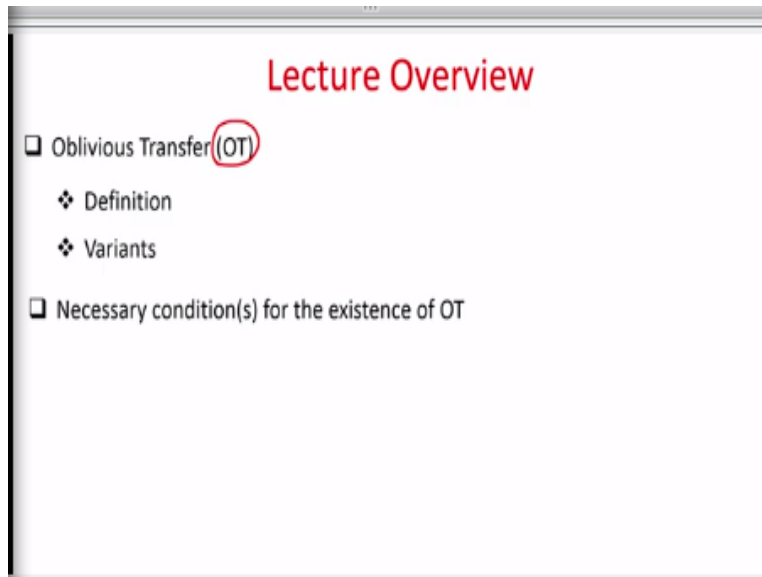 Lecture Overview
Oblivious Transfer (OT)
Definition
Variants
Necessary condition(s) for the existence of OT